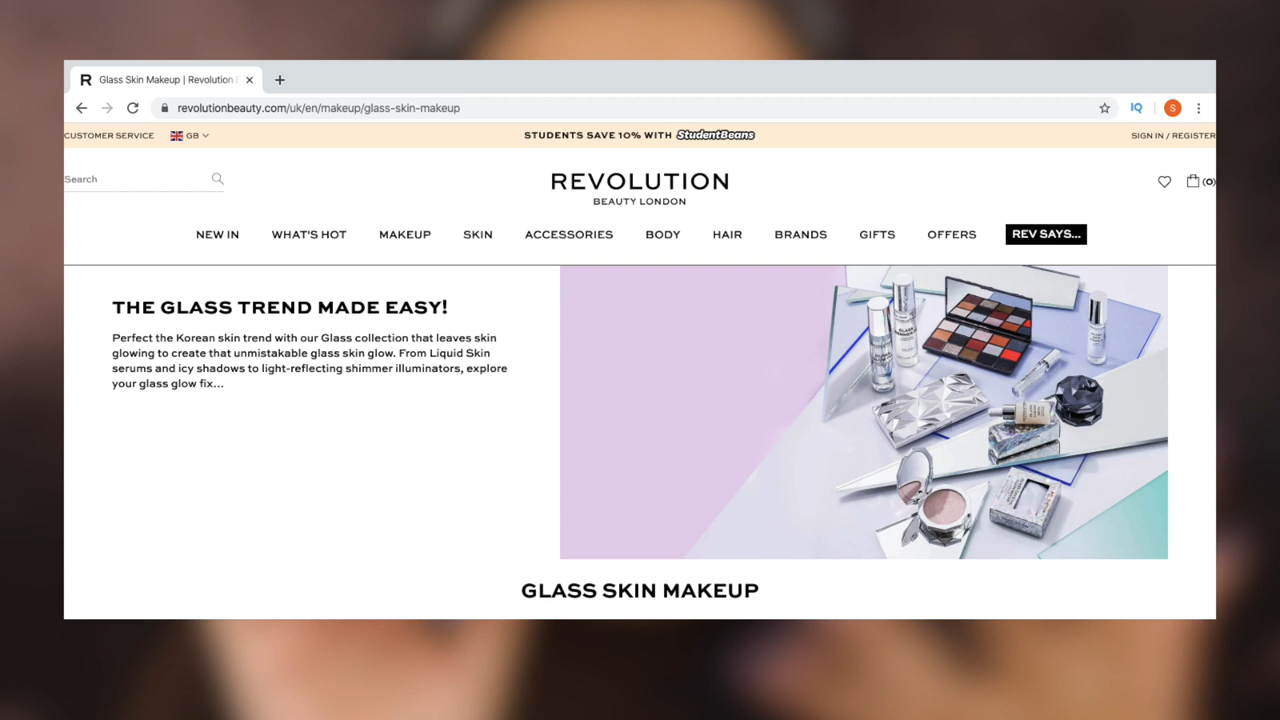 Glass Skin Makeup | Revolution
revolutionbeauty.com/uk/en/makeup/glass-skin-makeup
IQ
S
CUSTOMER SERVICE
GB
STUDENTS SAVE 10% WITH StudentBeans
SIGN IN / REGISTER
Search
REVOLUTION
BEAUTY LONDON
(0)
NEW IN
WHAT'S HOT
MAKEUP
SKIN
ACCESSORIES
BODY
HAIR
BRANDS
GIFTS
OFFERS
REV SAYS...
THE GLASS TREND MADE EASY!
Perfect the Korean skin trend with our Glass collection that leaves skin
glowing to create that unmistakable glass skin glow. From Liquid Skin
serums and icy shadows to light-reflecting shimmer illuminators, explore
your glass glow fix...
GLASS SKIN MAKEUP